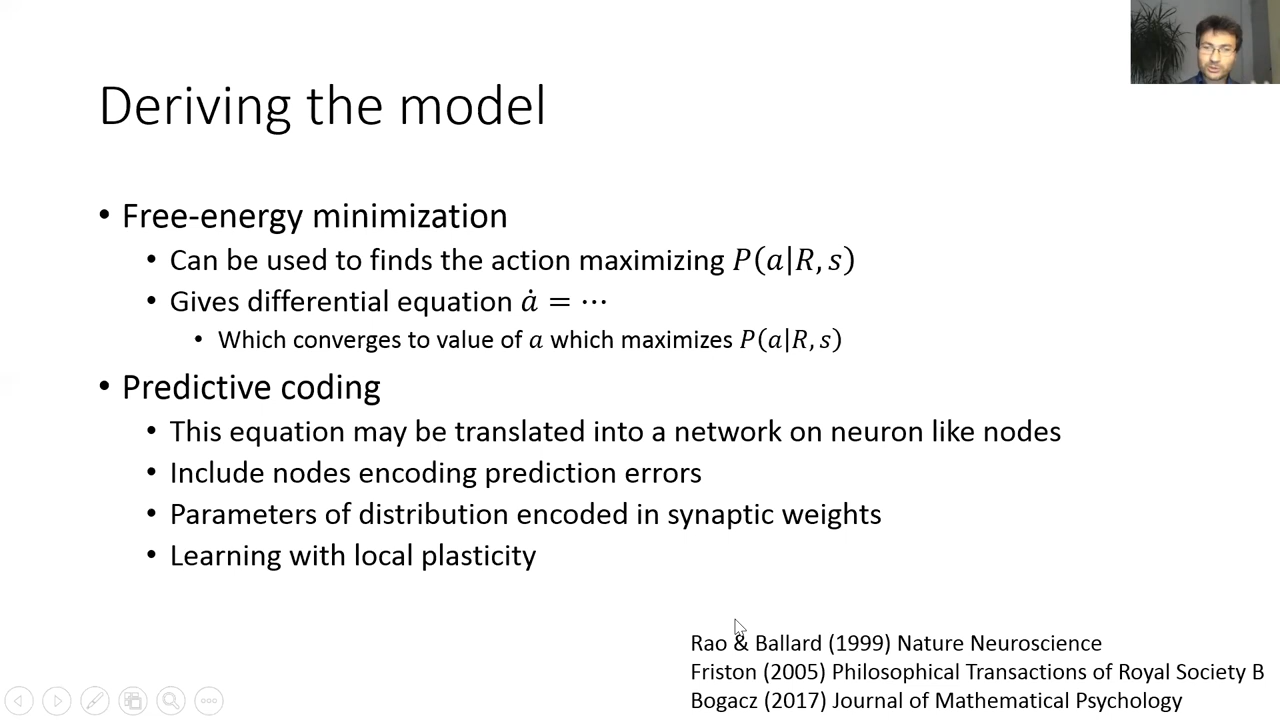 Deriving the model
• Free-energy minimization
• Can be used to finds the action maximizing P(a|R, s)
• Gives differential equation ȧ = ⋯
• Which converges to value of a which maximizes P(a|R, s)
• Predictive coding
• This equation may be translated into a network on neuron like nodes
• Include nodes encoding prediction errors
• Parameters of distribution encoded in synaptic weights
• Learning with local plasticity
Rao & Ballard (1999) Nature Neuroscience
Friston (2005) Philosophical Transactions of Royal Society B
Bogacz (2017) Journal of Mathematical Psychology